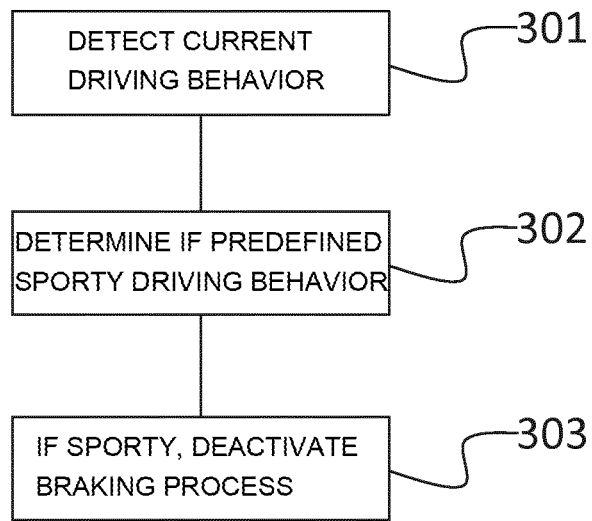 DETECT CURRENT
DRIVING BEHAVIOR
301
DETERMINE IF PREDEFINED
SPORTY DRIVING BEHAVIOR
302
IF SPORTY, DEACTIVATE
BRAKING PROCESS
303